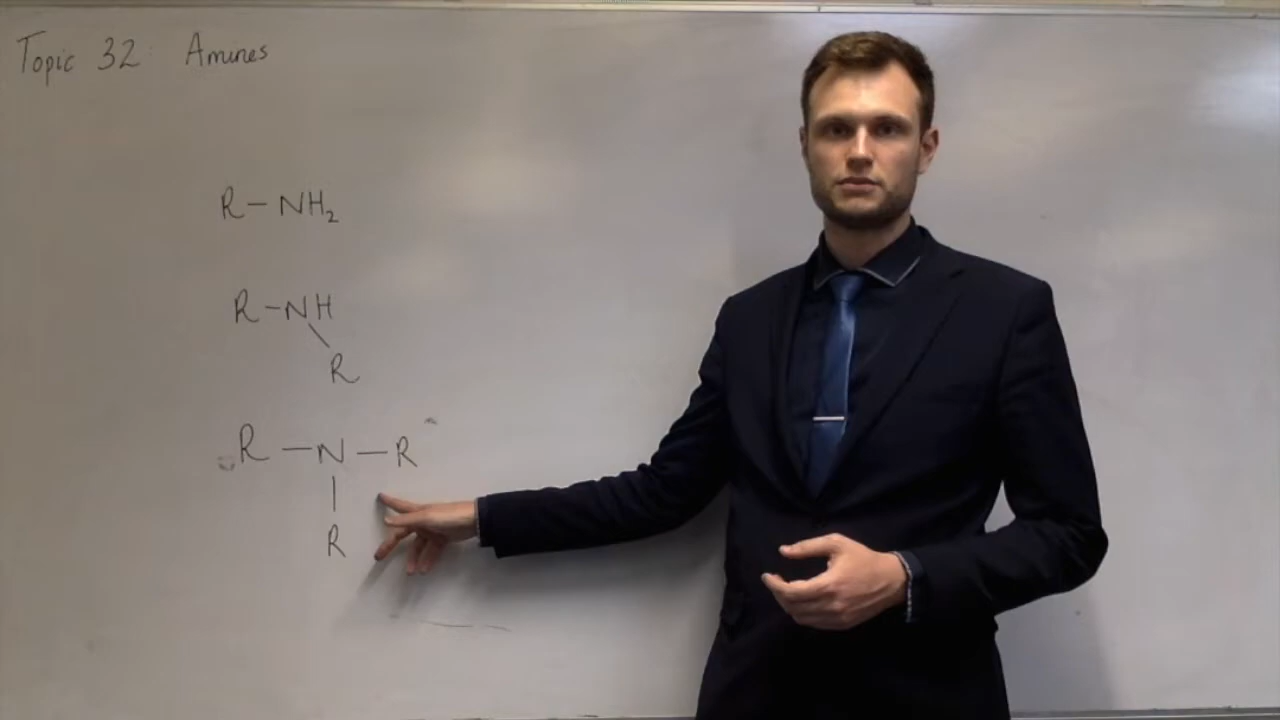 Topic 32: Amines
R-NH₂
R-NH
R
R-N-R
R